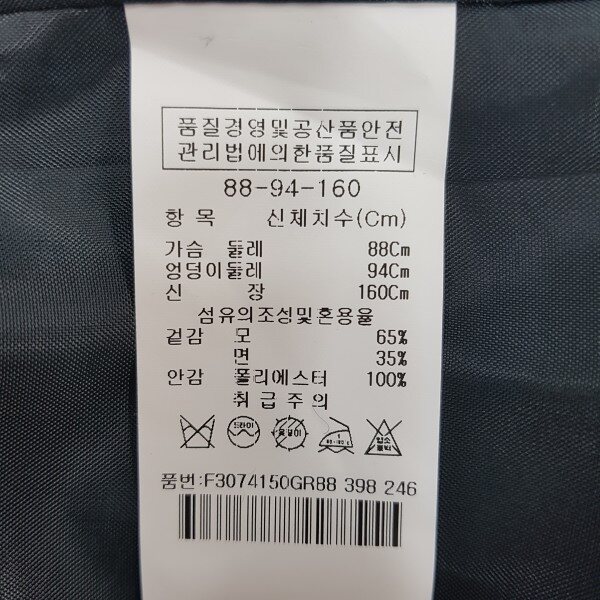 품질경영및공산품안전
관리법에의한품질표시
88-94-160
항 목 신체치수(Cm)
가슴 둘레 88Cm
엉덩이둘레 94Cm
신 장 160Cm
섬유의조성및혼용율
겉감 모 65%
면 35%
안감 폴리에스터 100%
취급주의
드라이
품번:F3074150GR88 398 246